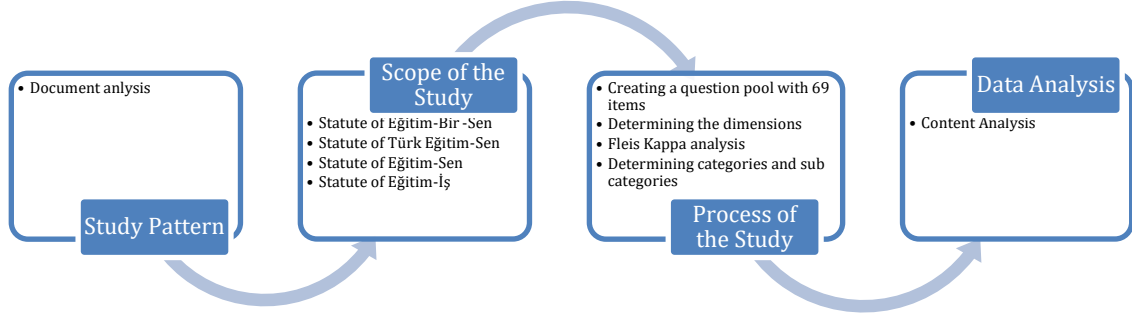 • Document anlysis
Study Pattern
Scope of the
Study
• Statute of Eğitim-Bir -Sen
• Statute of Türk Eğitim-Sen
• Statute of Eğitim-Sen
• Statute of Eğitim-İş
• Creating a question pool with 69
items
• Determining the dimensions
• Fleis Kappa analysis
• Determining categories and sub
categories
Process of
the Study
Data Analysis
• Content Analysis